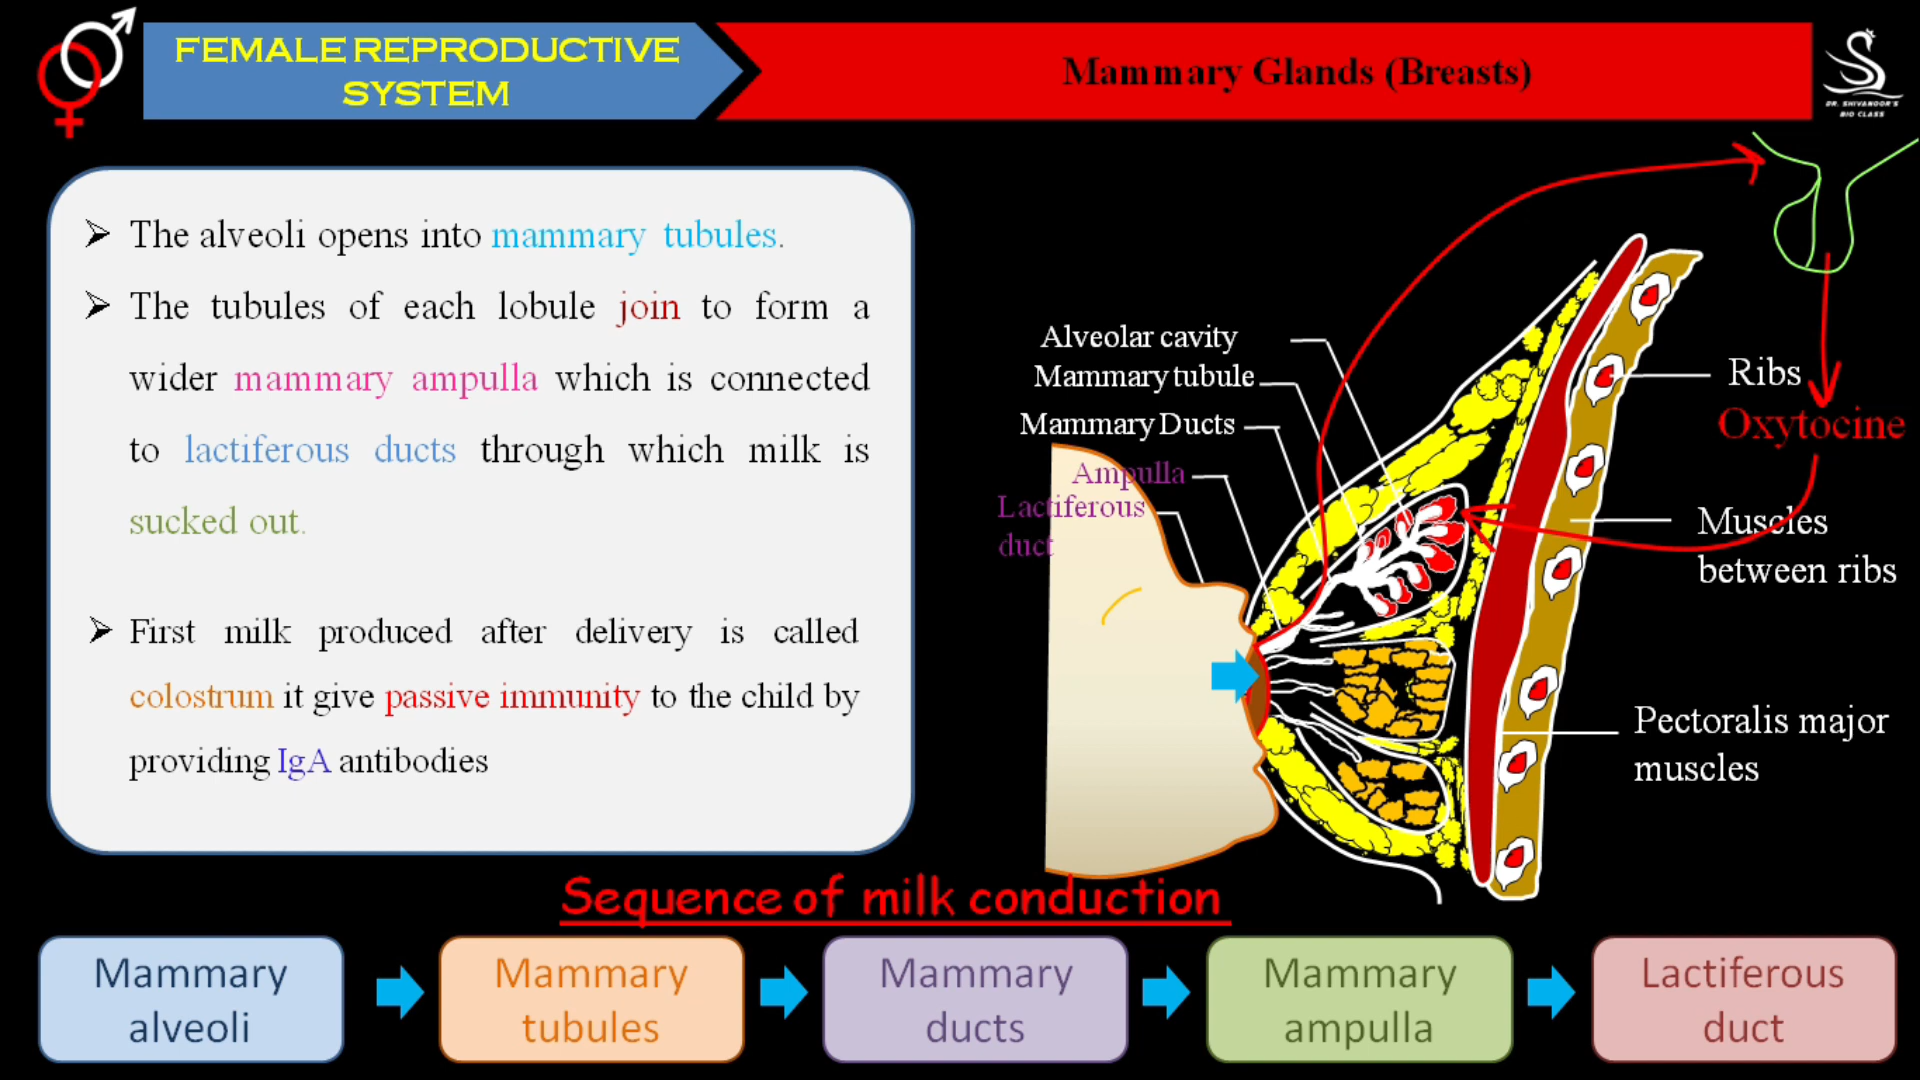 FEMALE REPRODUCTIVE
SYSTEM
Mammary Glands (Breasts)
DR. SHIVANOOR'S
BIO CLASS
➢ The alveoli opens into mammary tubules.
➢ The tubules of each lobule join to form a
wider mammary ampulla which is connected
to lactiferous ducts through which milk is
sucked out.
➢ First milk produced after delivery is called
colostrum it give passive immunity to the child by
providing IgA antibodies
Alveolar cavity
Mammary tubule
Mammary Ducts
Ampulla
Lactiferous
duct
Ribs
Oxytocine
Muscles
between ribs
Pectoralis major
muscles
Sequence of milk conduction
Mammary
alveoli
Mammary
tubules
Mammary
ducts
Mammary
ampulla
Lactiferous
duct